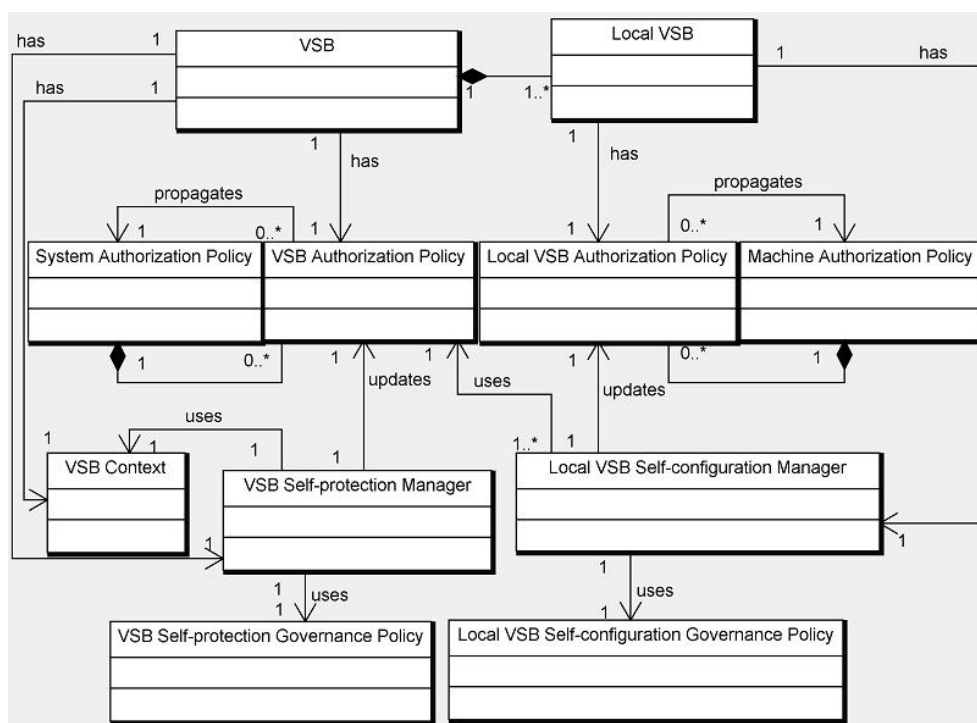 has
1
VSB
Local VSB
1
has
has
1
1
1..*
1
1
has
has
propagates
1
0..*
1
propagates
1
0..*
1
System Authorization Policy
VSB Authorization Policy
Local VSB Authorization Policy
Machine Authorization Policy
1
0..*
1
updates
1
uses
1
updates
0..*
1
uses
1
1
1
1
1..*
1
VSB Context
VSB Self-protection Manager
Local VSB Self-configuration Manager
1
1
1
1
uses
1
uses
1
VSB Self-protection Governance Policy
Local VSB Self-configuration Governance Policy